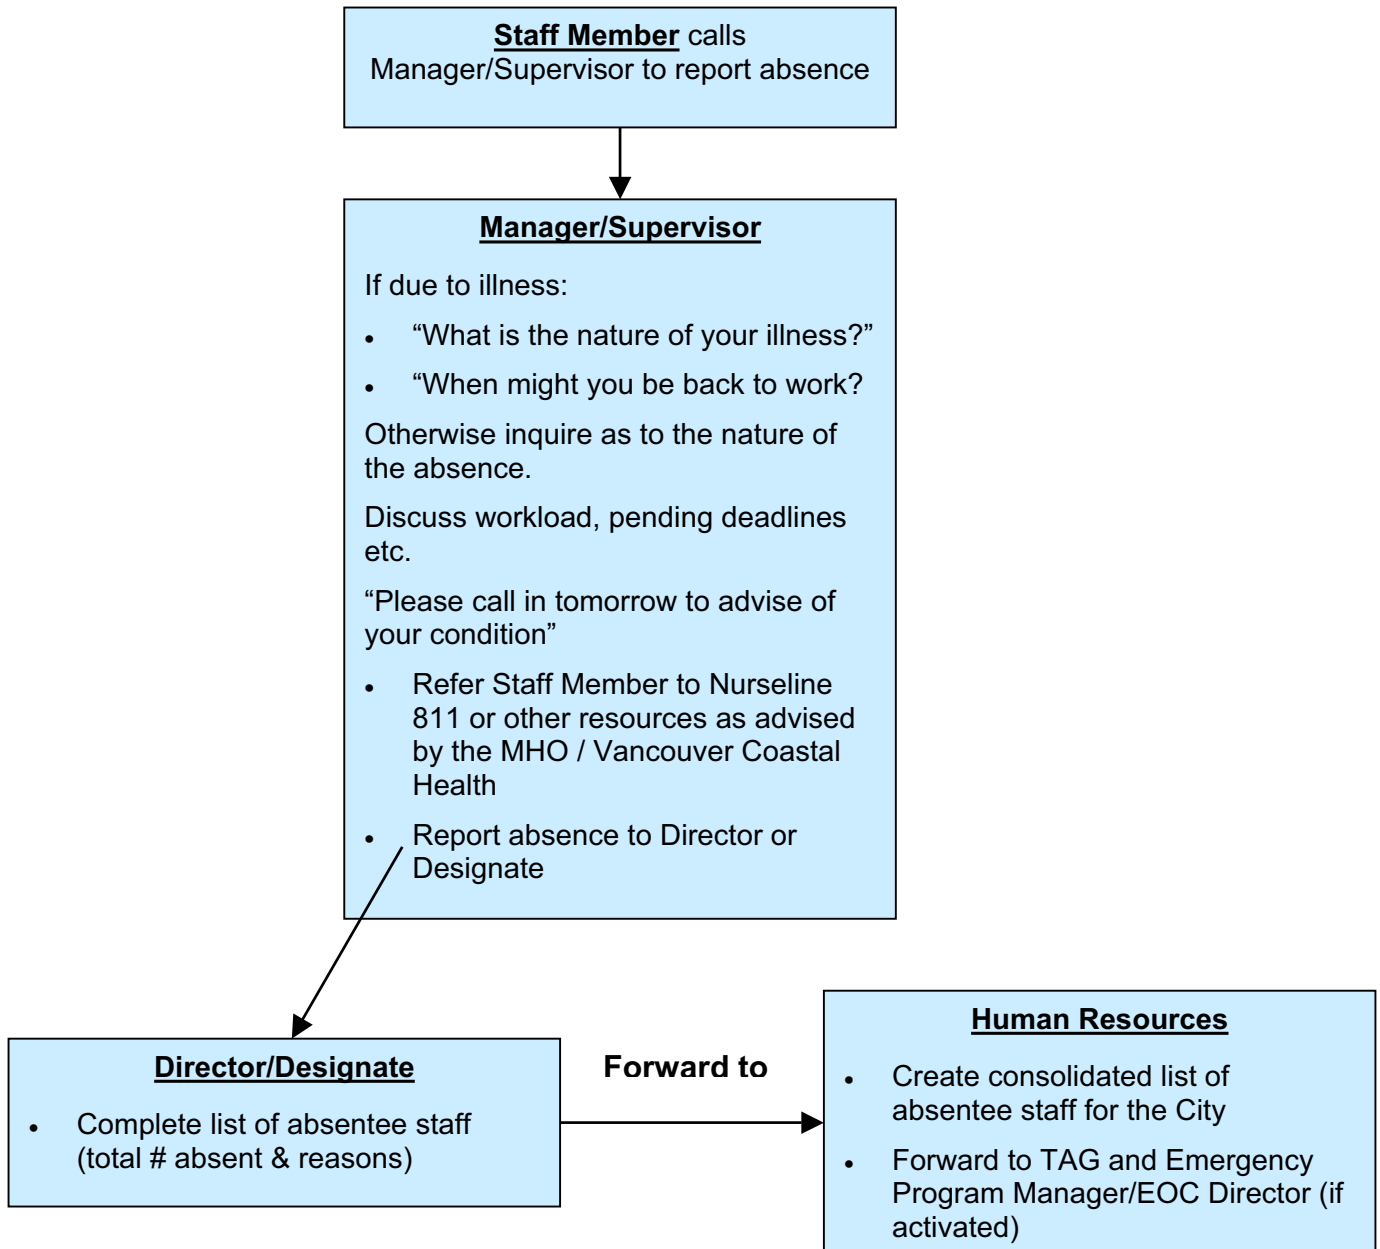 Staff Member calls
Manager/Supervisor to report absence
Manager/Supervisor
If due to illness:
• “What is the nature of your illness?”
• “When might you be back to work?
Otherwise inquire as to the nature of
the absence.
Discuss workload, pending deadlines
etc.
“Please call in tomorrow to advise of
your condition”
• Refer Staff Member to Nurseline
811 or other resources as advised
by the MHO / Vancouver Coastal
Health
• Report absence to Director or
Designate
Director/Designate
• Complete list of absentee staff
(total # absent & reasons)
Forward to
Human Resources
• Create consolidated list of
absentee staff for the City
• Forward to TAG and Emergency
Program Manager/EOC Director (if
activated)